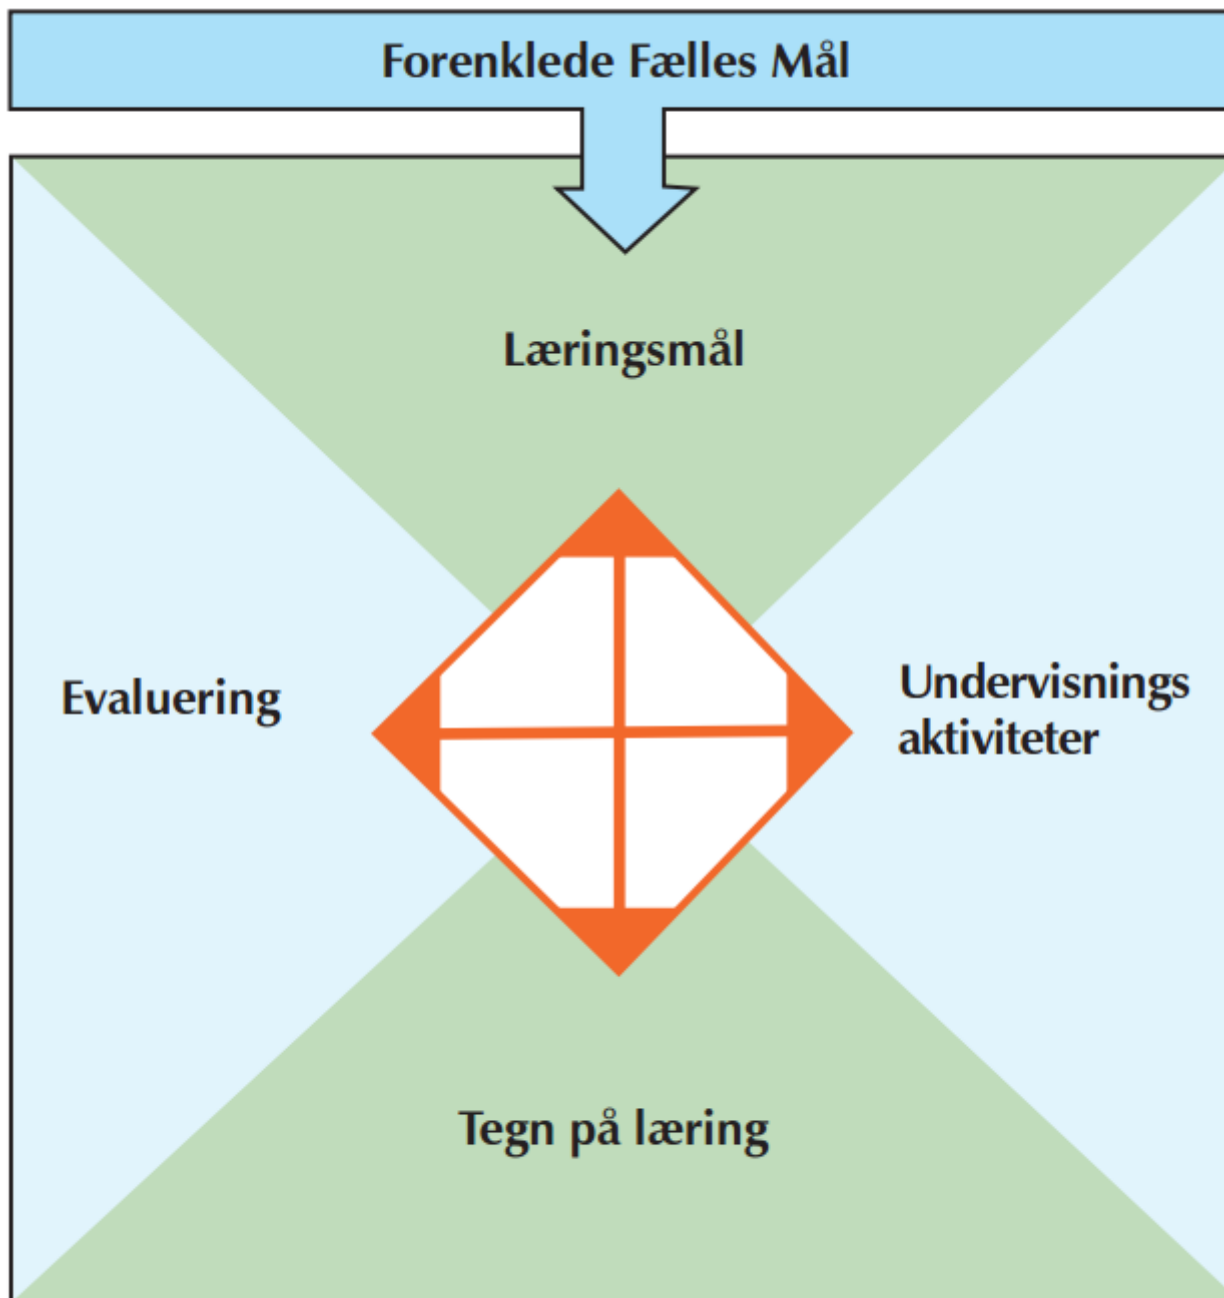 Forenklede Fælles Mål
Læringsmål
Evaluering
Undervisnings
aktiviteter
Tegn på læring